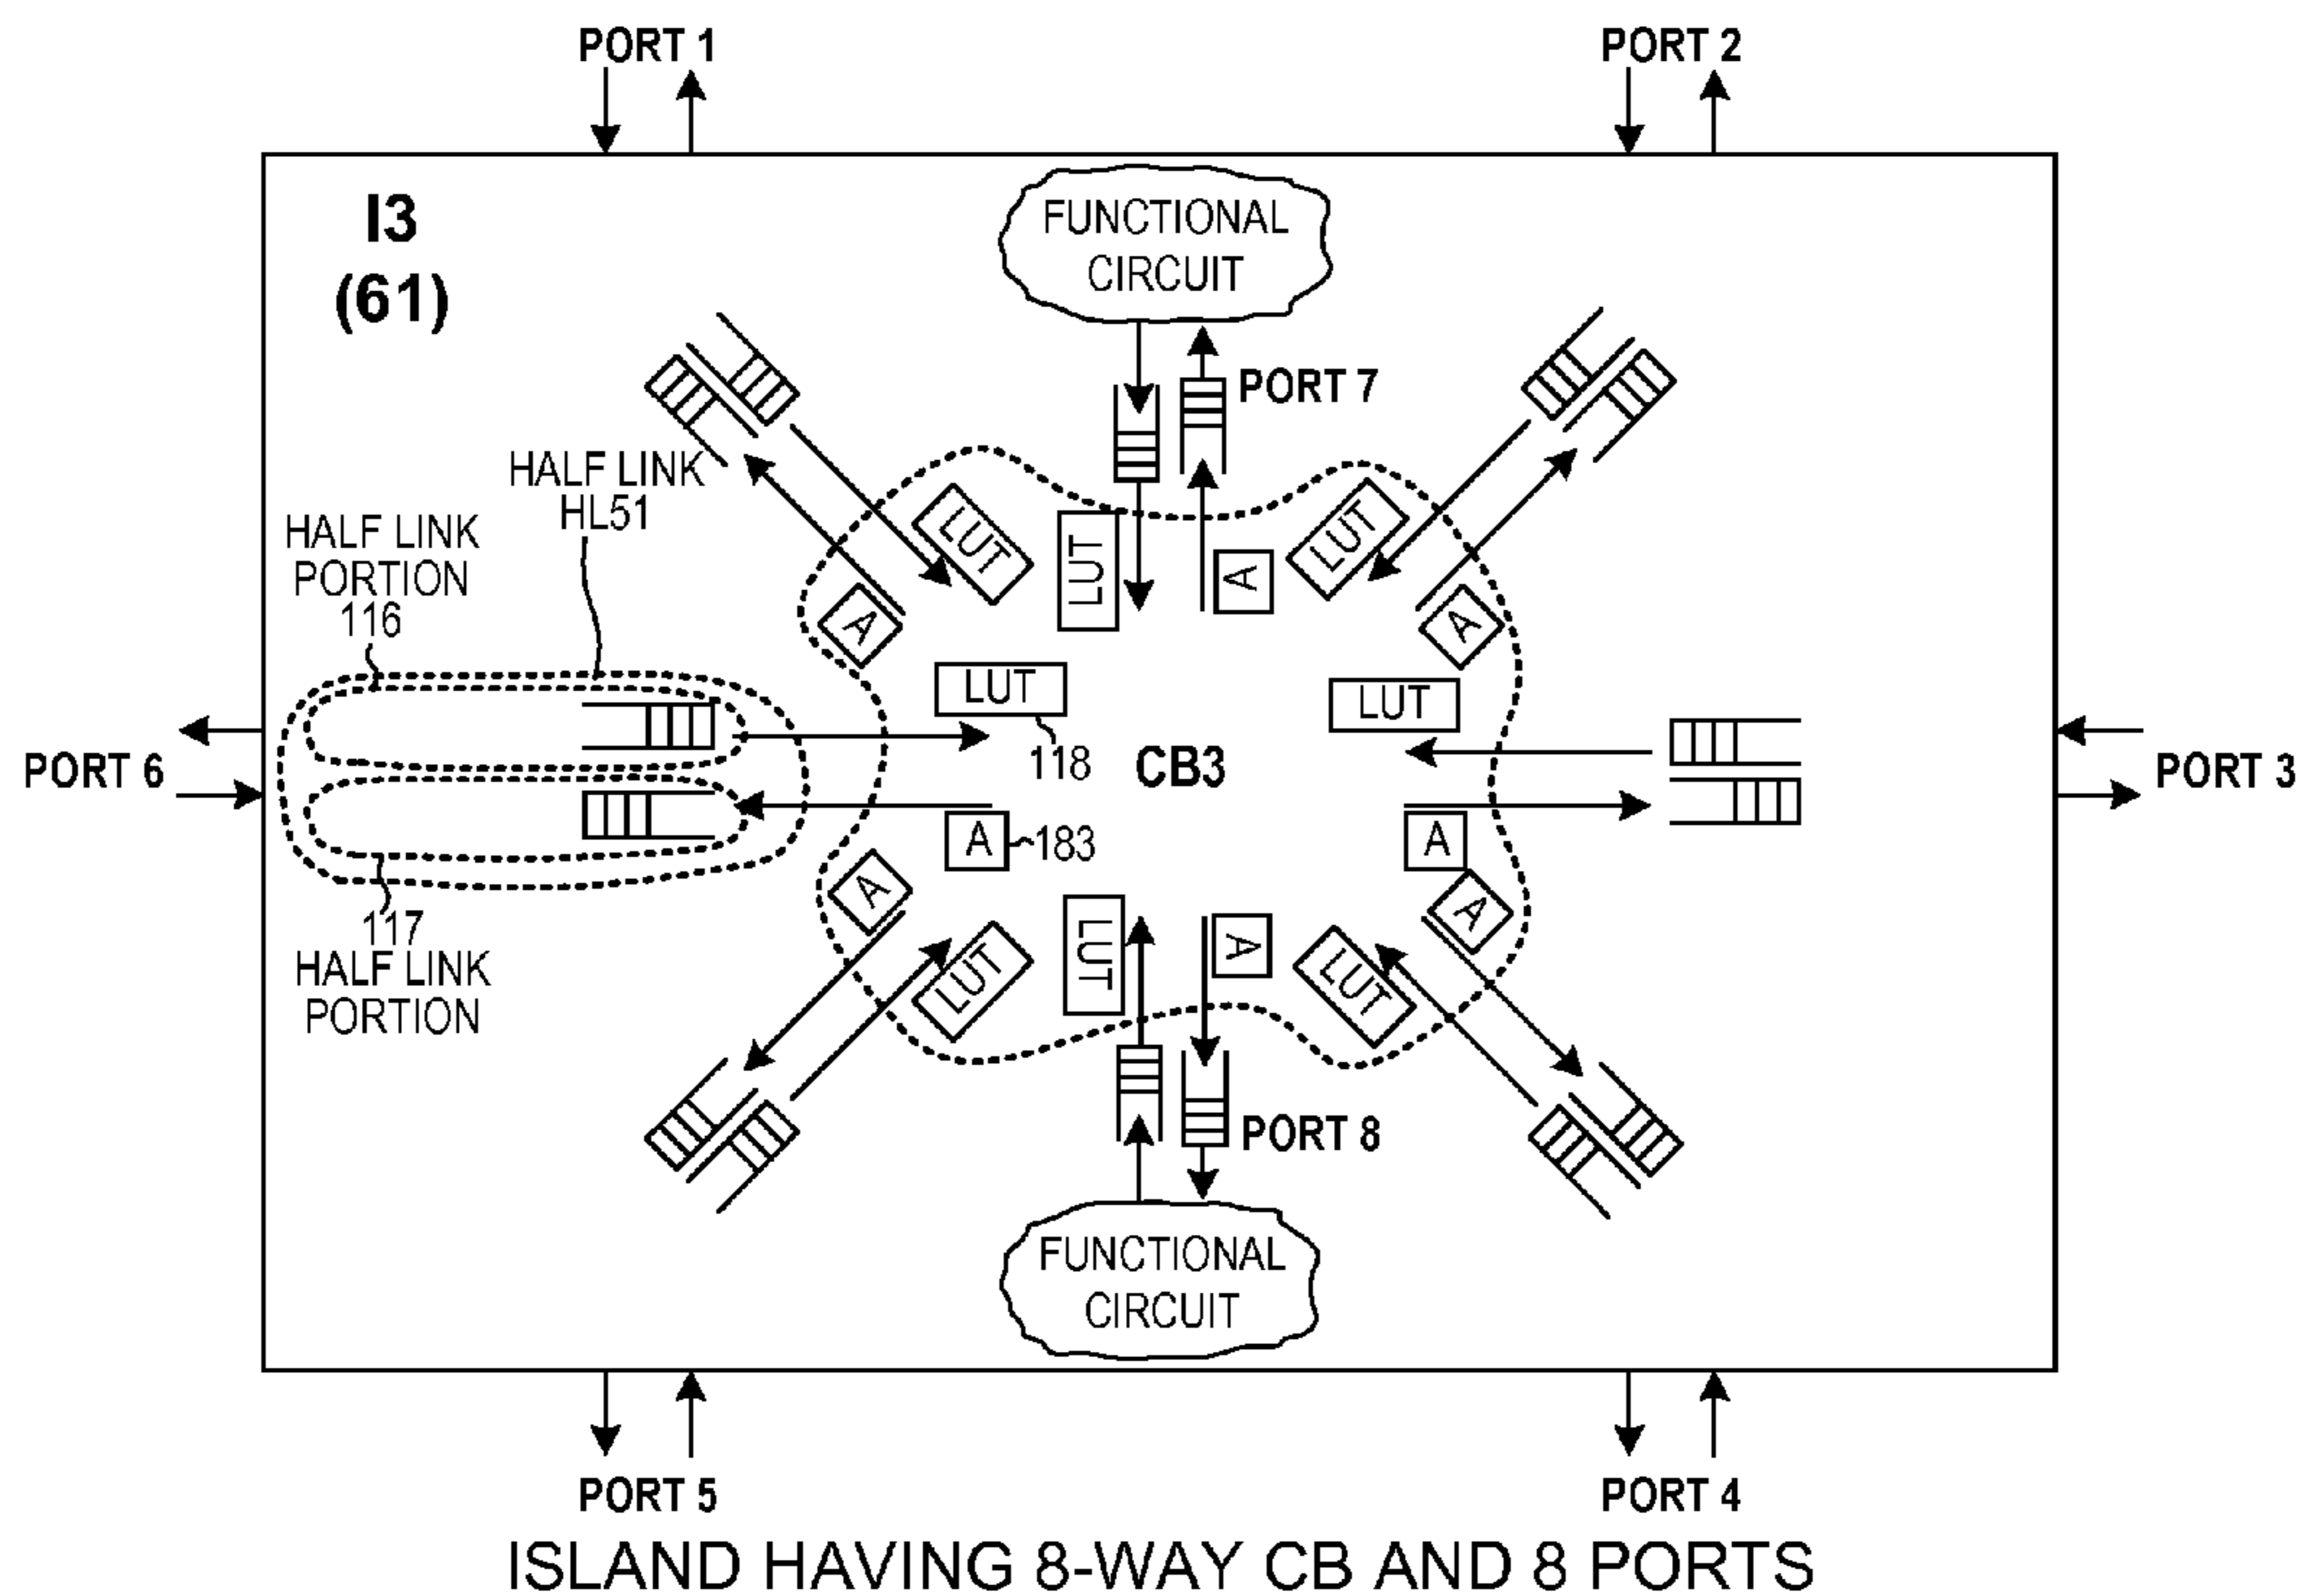 PORT 1
PORT 2
I3
(61)
FUNCTIONAL
CIRCUIT
PORT 7
HALF LINK
HL51
HALF LINK
PORTION
116
LUT
LUT
A
LUT
A
A
LUT
LUT
118
CB3
PORT 6
PORT 3
A
183
A
A
A
117
HALF LINK
PORTION
LUT
LUT
A
LUT
PORT 8
FUNCTIONAL
CIRCUIT
PORT 5
PORT 4
ISLAND HAVING 8-WAY CB AND 8 PORTS